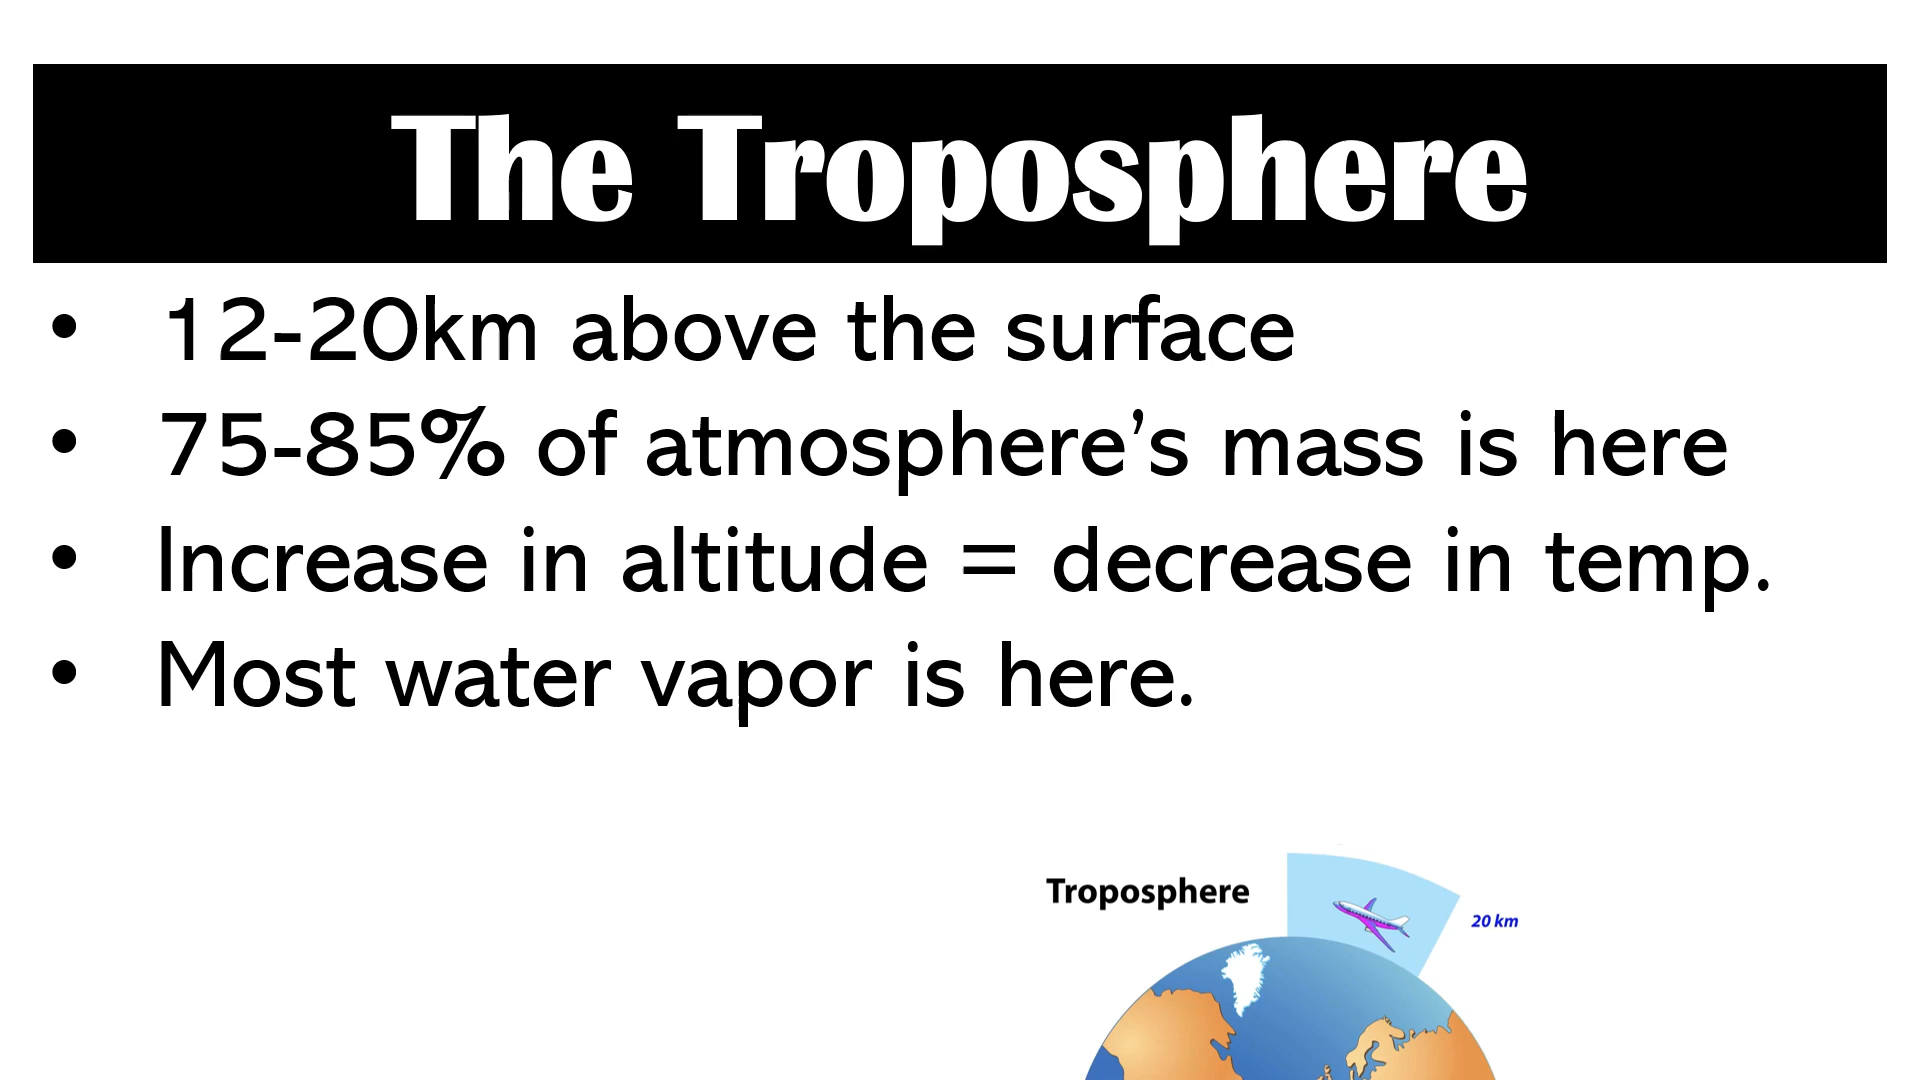 The Troposphere
• 12-20km above the surface
• 75-85% of atmosphere’s mass is here
• Increase in altitude = decrease in temp.
• Most water vapor is here.
Troposphere
20 km